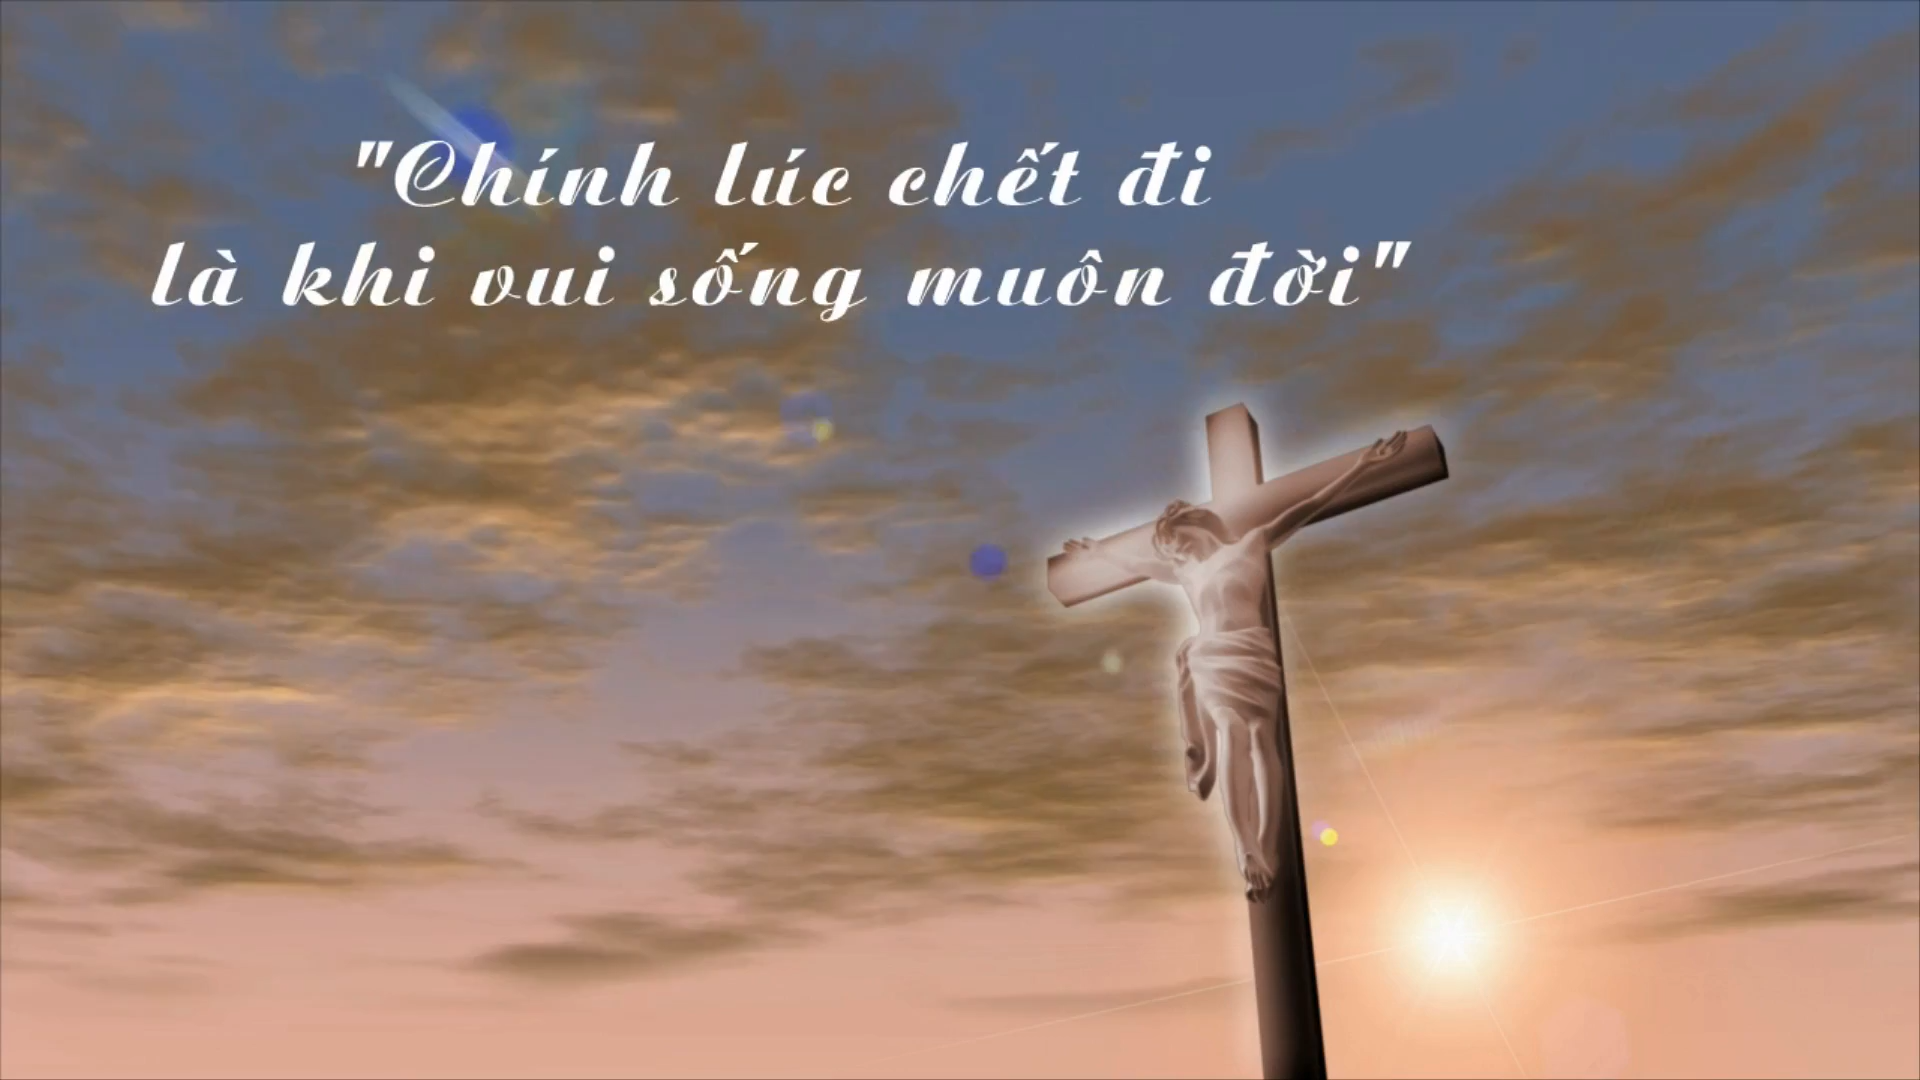 "Chính lúc chết đi
là khi vui sống muôn đời"